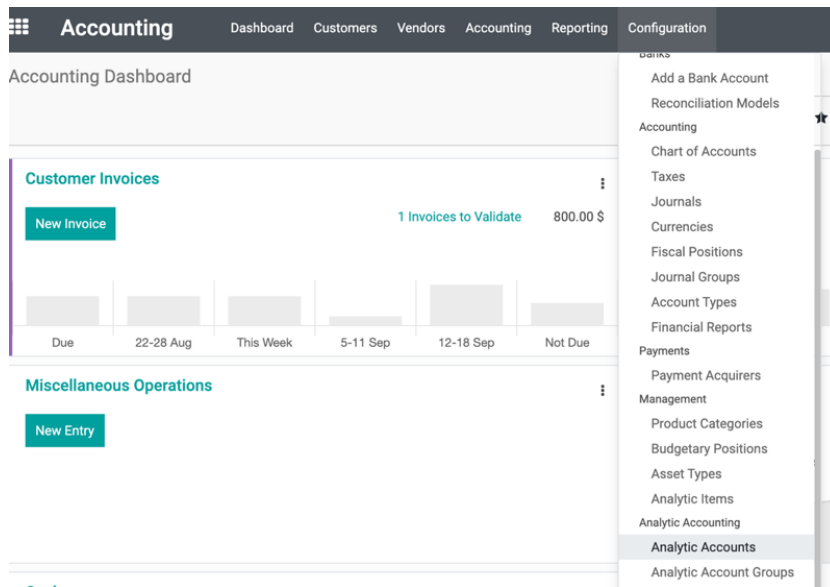 Accounting Dashboard Customers Vendors Accounting Reporting Configuration
Accounting Dashboard
Customer Invoices
New Invoice
1 Invoices to Validate 800.00 $
Due 22-28 Aug This Week 5-11 Sep 12-18 Sep Not Due
Miscellaneous Operations
New Entry
Banks
Add a Bank Account
Reconciliation Models
Accounting
Chart of Accounts
Taxes
Journals
Currencies
Fiscal Positions
Journal Groups
Account Types
Financial Reports
Payments
Payment Acquirers
Management
Product Categories
Budgetary Positions
Asset Types
Analytic Items
Analytic Accounting
Analytic Accounts
Analytic Account Groups